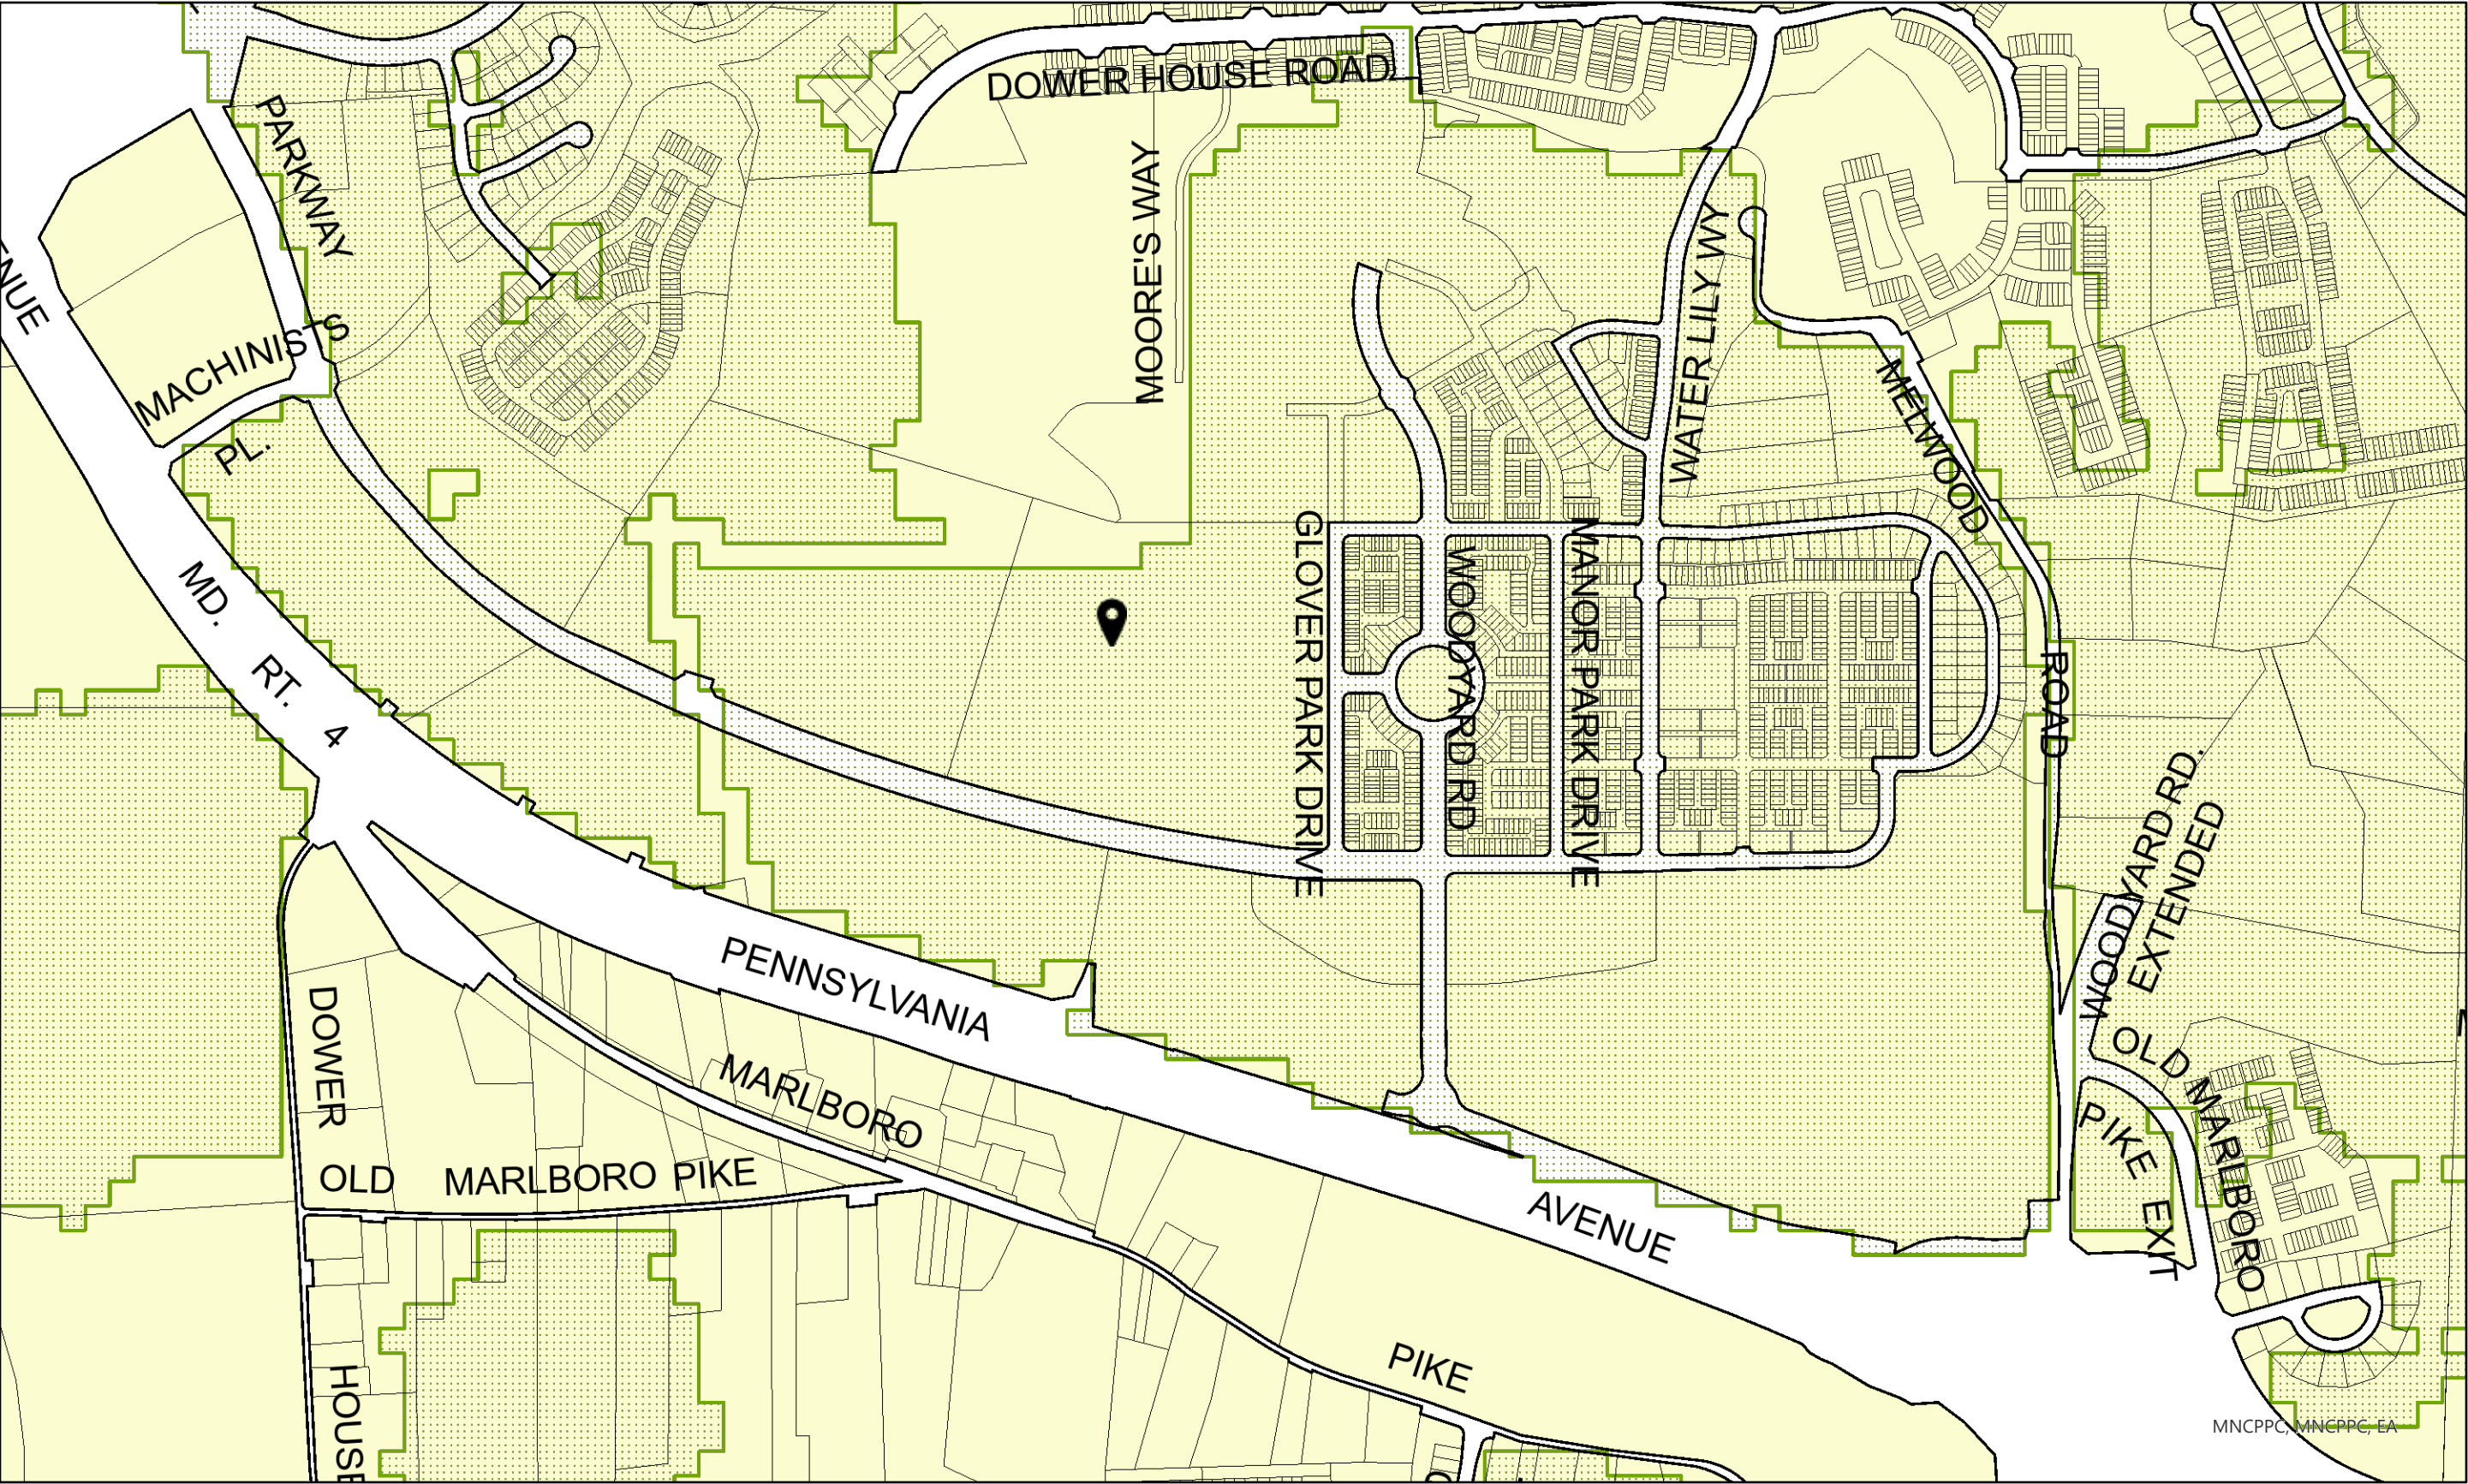 DOWER HOUSE ROAD
PARKWAY
MOORE'S WAY
WATER LILY WY
MACHINISTS
PL.
MELWOOD
ROAD
MD. RT. 4
GLOVER PARK DRIVE
WOODYARD RD
MANOR PARK DRIVE
WOODYARD RD.
EXTENDED
PENNSYLVANIA
AVENUE
OLD MARLBORO
PIKE EXIT
DOWER
HOUSE
MARLBORO
PIKE
OLD MARLBORO PIKE
MNCPPC, MNCPPC, EA